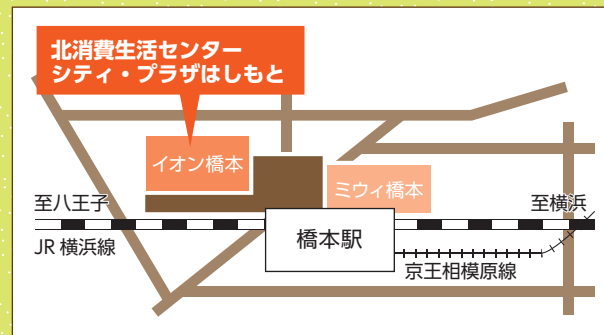 北消費生活センター
シティ・プラザはしもと
イオン橋本
ミウィ橋本
至八王子
至横浜
JR 横浜線
橋本駅
京王相模原線